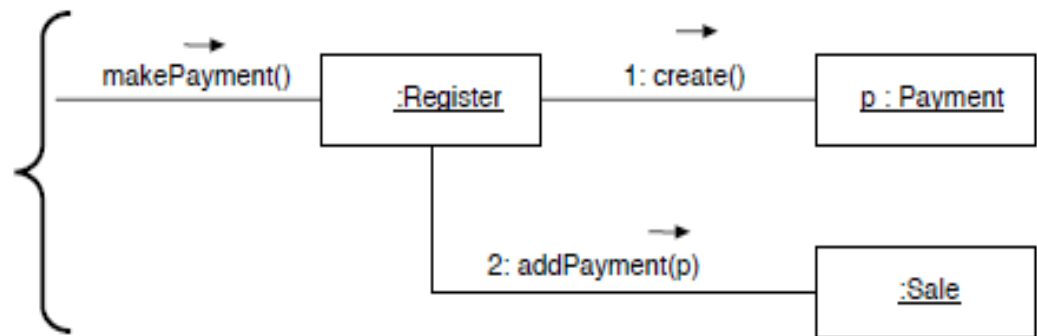 makePayment()
:Register
1: create()
p : Payment
2: addPayment(p)
:Sale